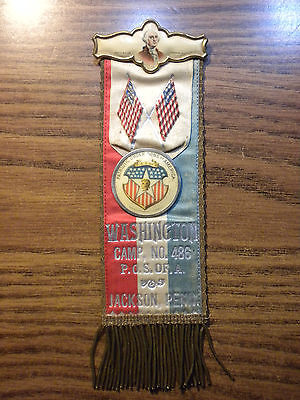 WASHINGTON
CAMP, NO. 486
P.O.S. OF A.
JACKSON, PENN